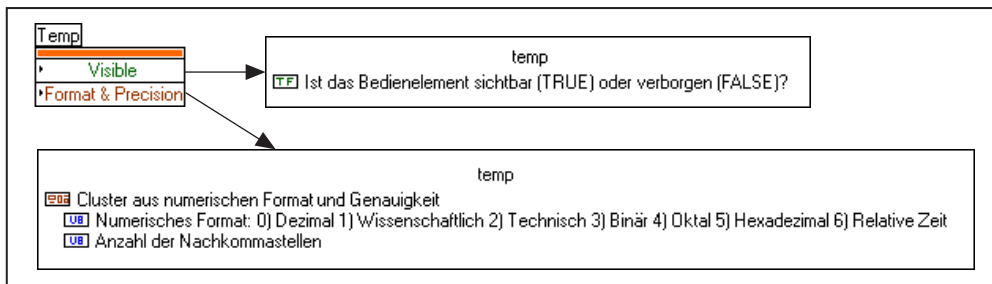 Temp
Visible
Format & Precision
temp
TF Ist das Bedienelement sichtbar (TRUE) oder verborgen (FALSE)?
temp
Cluster aus numerischen Format und Genauigkeit
U8 Numerisches Format: 0) Dezimal 1) Wissenschaftlich 2) Technisch 3) Binär 4) Oktal 5) Hexadezimal 6) Relative Zeit
U8 Anzahl der Nachkommastellen